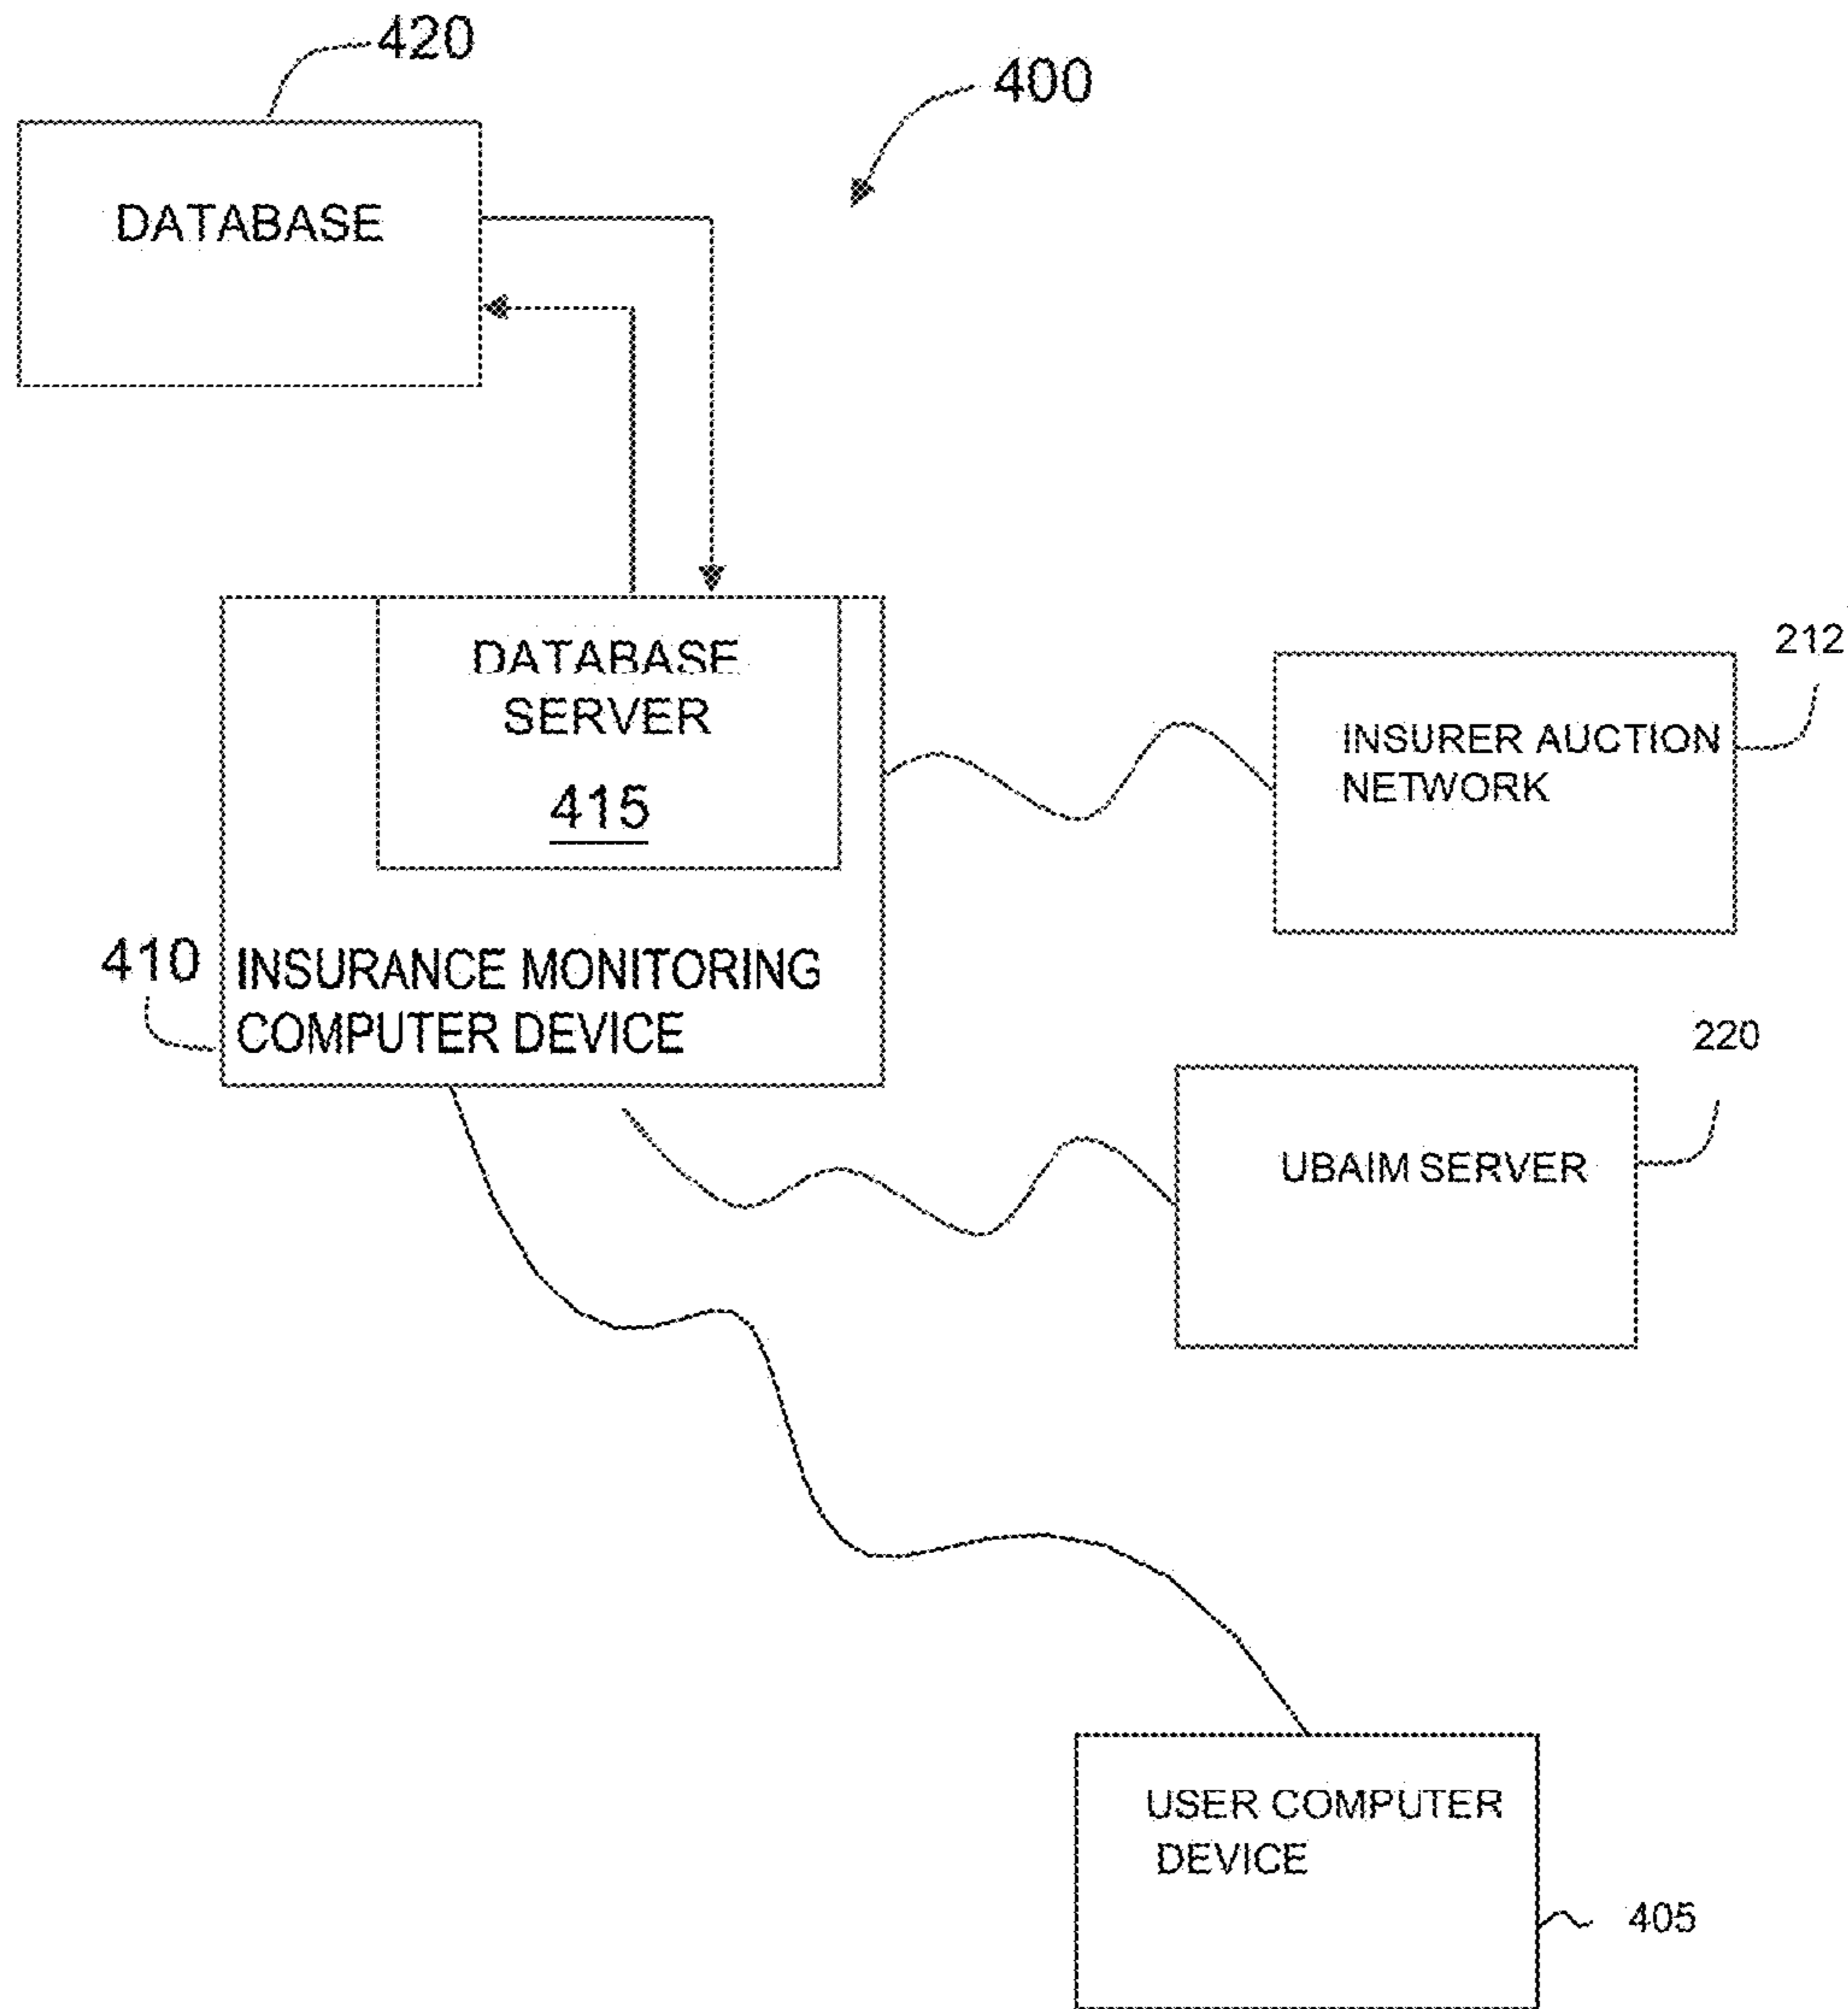 420
400
DATABASE
DATABASE
SERVER
415
212
INSURER AUCTION
NETWORK
410
INSURANCE MONITORING
COMPUTER DEVICE
220
UBAIM SERVER
USER COMPUTER
DEVICE
405